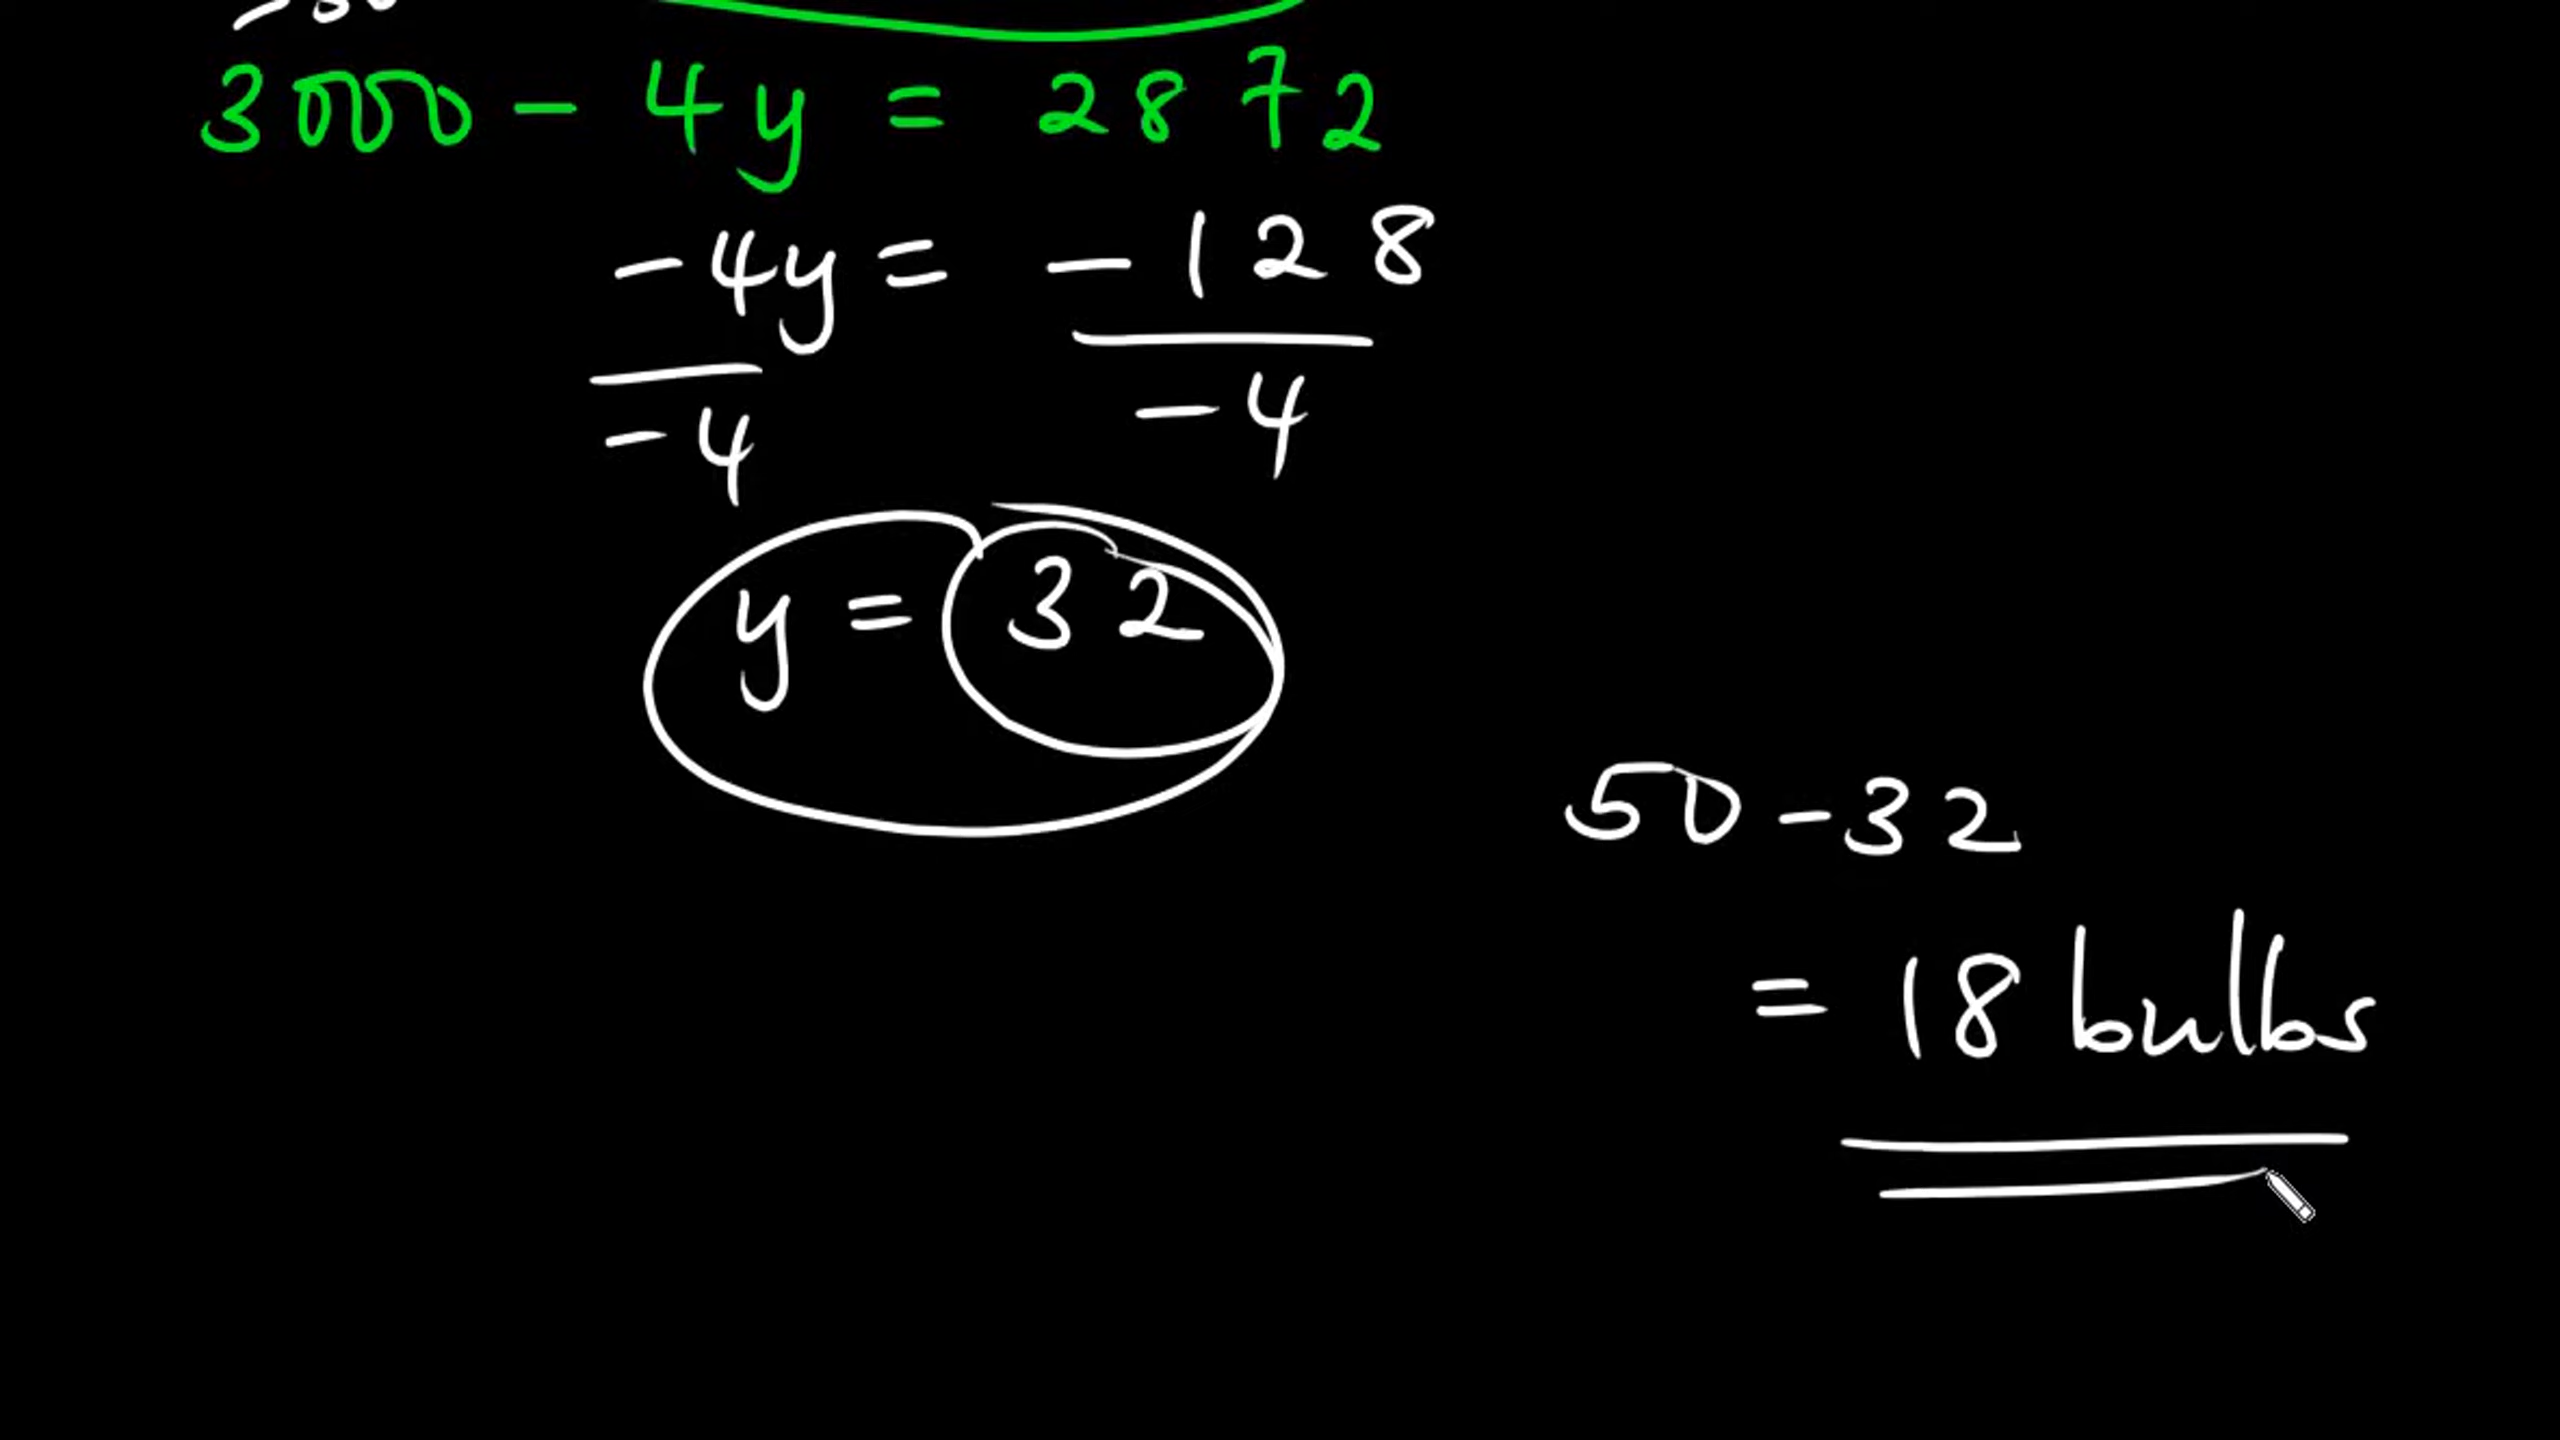 3000 - 4y = 2872
-4y = -128
-4 -4
y = 32
50 - 32
= 18 bulbs